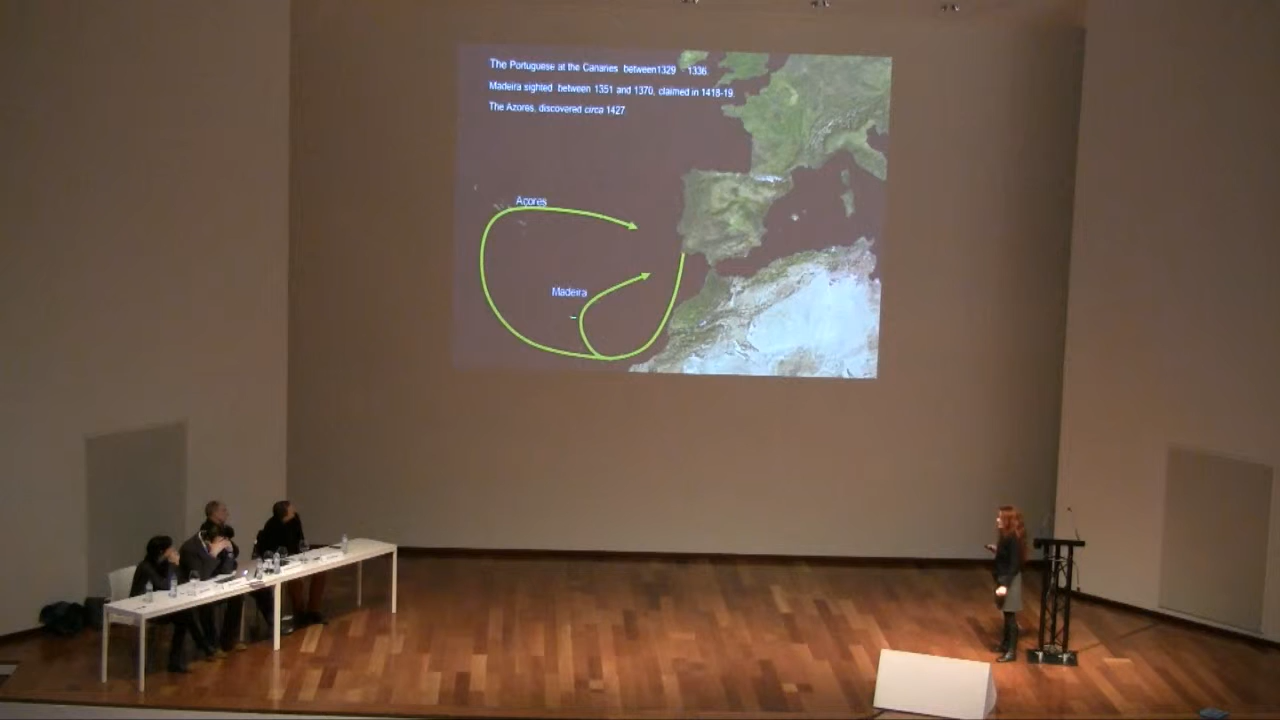 The Portuguese at the Canaries between1329 - 1336.
Madeira sighted between 1351 and 1370, claimed in 1418-19.
The Azores, discovered circa 1427
Açores
Madeira